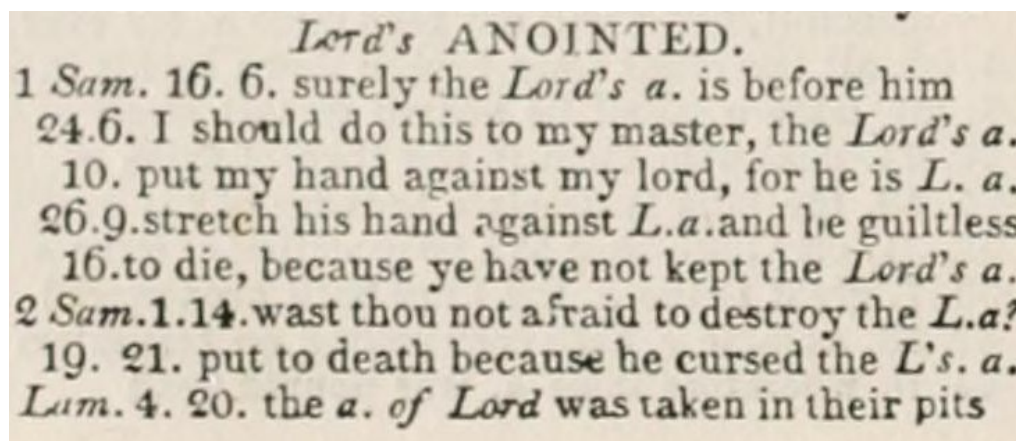 Lord's ANOINTED.
1 Sam. 16. 6. surely the Lord's a. is before him
24.6. I should do this to my master, the Lord's a.
10. put my hand against my lord, for he is L. a.
26.9.stretch his hand against L.a.and be guiltless
16.to die, because ye have not kept the Lord's a.
2 Sam.1.14.wast thou not afraid to destroy the L.a?
19. 21. put to death because he cursed the L's. a.
Lam. 4. 20. the a. of Lord was taken in their pits